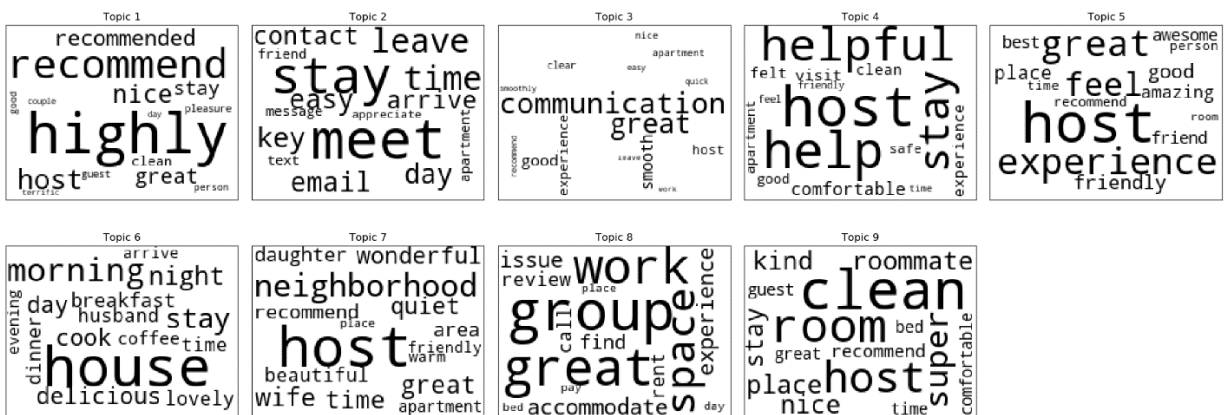 Topic 1
recommended
recommend
nice stay
good
couple
day
pleasure
highly
clean
host
guest
great
person
terrific
Topic 2
contact
leave
friend
stay
time
easy
arrive
message
appreciate
key
meet
text
apartment
email
day
Topic 3
nice
apartment
clear
easy
quick
smoothly
communication
great
experience
smooth
host
recommend
good
leave
work
Topic 4
helpful
felt
visit
clean
friendly
feel
host
stay
apartment
help
safe
experience
good
comfortable
time
Topic 5
best
great
awesome
person
place
feel
good
time
amazing
recommend
host
room
friend
experience
friendly
Topic 6
arrive
morning
night
evening
day
breakfast
husband
stay
cook
coffee
time
dinner
house
delicious
lovely
Topic 7
daughter
wonderful
neighborhood
recommend
quiet
place
host
area
friendly
warm
beautiful
great
wife
time
apartment
Topic 8
issue
work
review
place
experience
group
space
call
find
great
rent
pay
bed
accommodate
day
Topic 9
kind
roommate
guest
clean
stay
room
bed
super
comfortable
great
recommend
place
host
nice
time